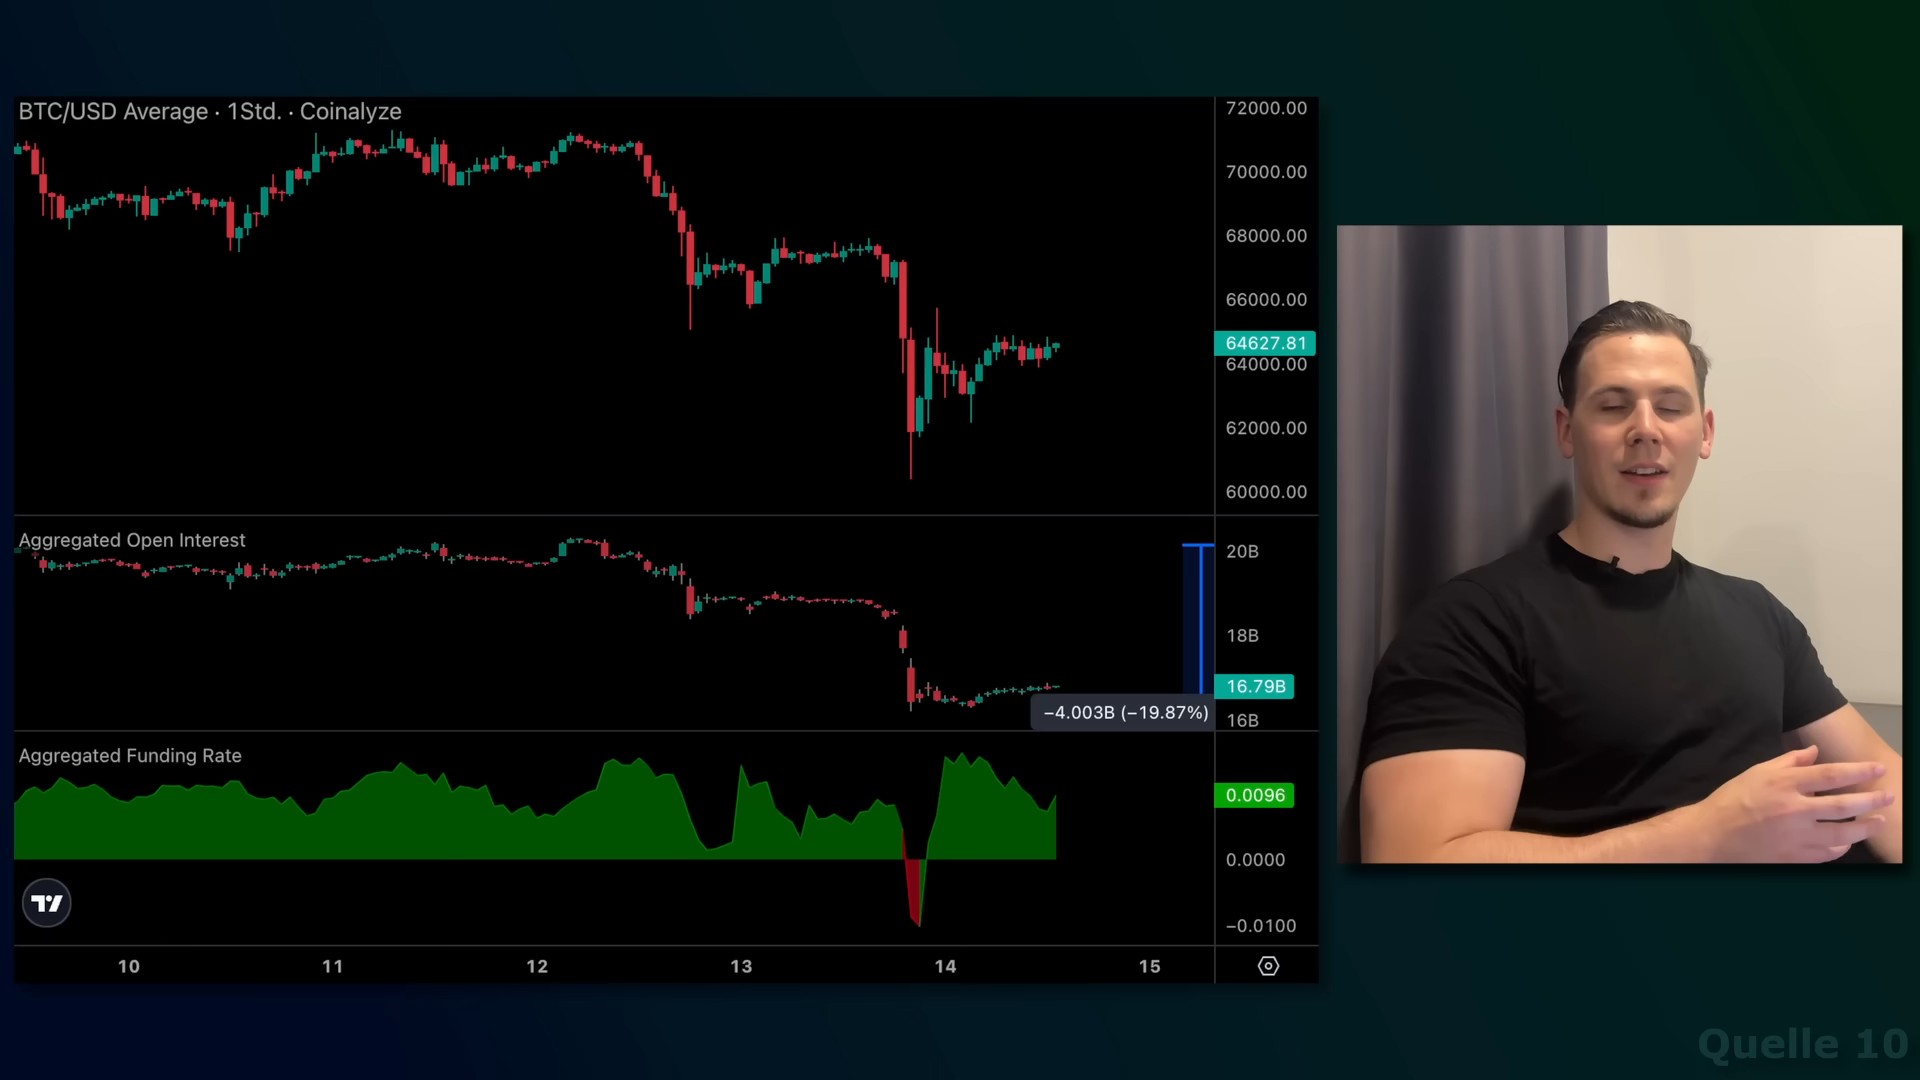 BTC/USD Average · 1Std. · Coinalyze
72000.00
70000.00
68000.00
66000.00
64627.81
64000.00
62000.00
60000.00
Aggregated Open Interest
20B
18B
16.79B
−4.003B (−19.87%)
16B
Aggregated Funding Rate
0.0096
0.0000
−0.0100
10 11 12 13 14 15
Quelle 10